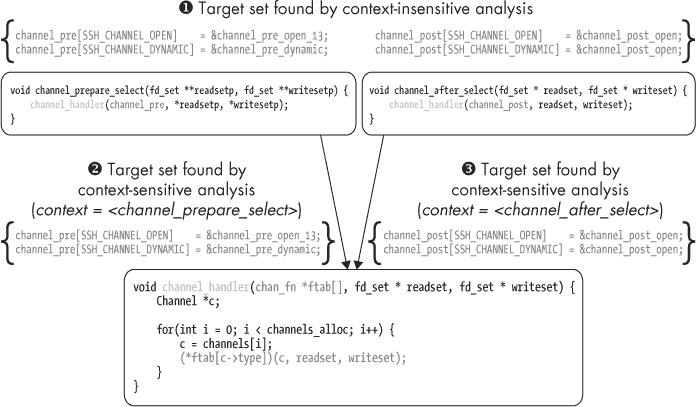 ❶ Target set found by context-insensitive analysis
channel_pre[SSH_CHANNEL_OPEN]    = &channel_pre_open_13;
channel_pre[SSH_CHANNEL_DYNAMIC] = &channel_pre_dynamic;
channel_post[SSH_CHANNEL_OPEN]    = &channel_post_open;
channel_post[SSH_CHANNEL_DYNAMIC] = &channel_post_open;
void channel_prepare_select(fd_set **readsetp, fd_set **writesetp) {
    channel_handler(channel_pre, *readsetp, *writesetp);
}
void channel_after_select(fd_set * readset, fd_set * writeset) {
    channel_handler(channel_post, readset, writeset);
}
❷ Target set found by
context-sensitive analysis
(context = <channel_prepare_select>)
channel_pre[SSH_CHANNEL_OPEN]    = &channel_pre_open_13;
channel_pre[SSH_CHANNEL_DYNAMIC] = &channel_pre_dynamic;
❸ Target set found by
context-sensitive analysis
(context = <channel_after_select>)
channel_post[SSH_CHANNEL_OPEN]    = &channel_post_open;
channel_post[SSH_CHANNEL_DYNAMIC] = &channel_post_open;
void channel_handler(chan_fn *ftab[], fd_set * readset, fd_set * writeset) {
    Channel *c;
    for(int i = 0; i < channels_alloc; i++) {
        c = channels[i];
        (*ftab[c->type])(c, readset, writeset);
    }
}